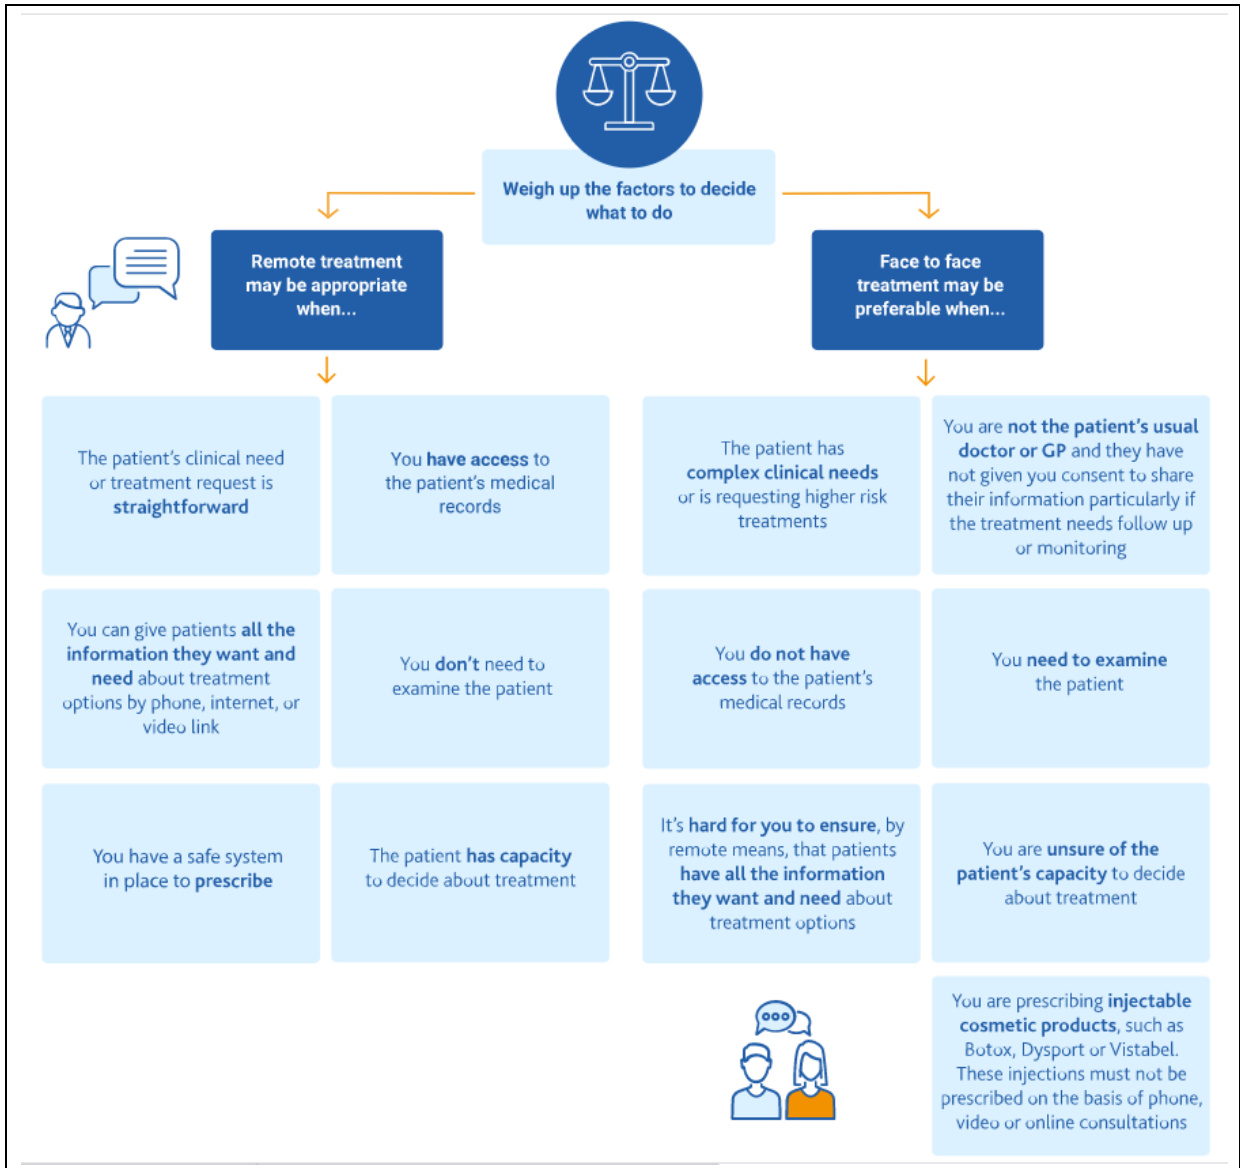 Weigh up the factors to decide
what to do
Remote treatment
may be appropriate
when...
Face to face
treatment may be
preferable when...
The patient's clinical need
or treatment request is
straightforward
You have access to
the patient's medical
records
The patient has
complex clinical needs
or is requesting higher risk
treatments
You are not the patient's usual
doctor or GP and they have
not given you consent to share
their information particularly if
the treatment needs follow up
or monitoring
You can give patients all the
information they want and
need about treatment
options by phone, internet, or
video link
You don't need to
examine the patient
You do not have
access to the patient's
medical records
You need to examine
the patient
You have a safe system
in place to prescribe
The patient has capacity
to decide about treatment
It's hard for you to ensure, by
remote means, that patients
have all the information
they want and need about
treatment options
You are unsure of the
patient's capacity to decide
about treatment
You are prescribing injectable
cosmetic products, such as
Botox, Dysport or Vistabel.
These injections must not be
prescribed on the basis of phone,
video or online consultations